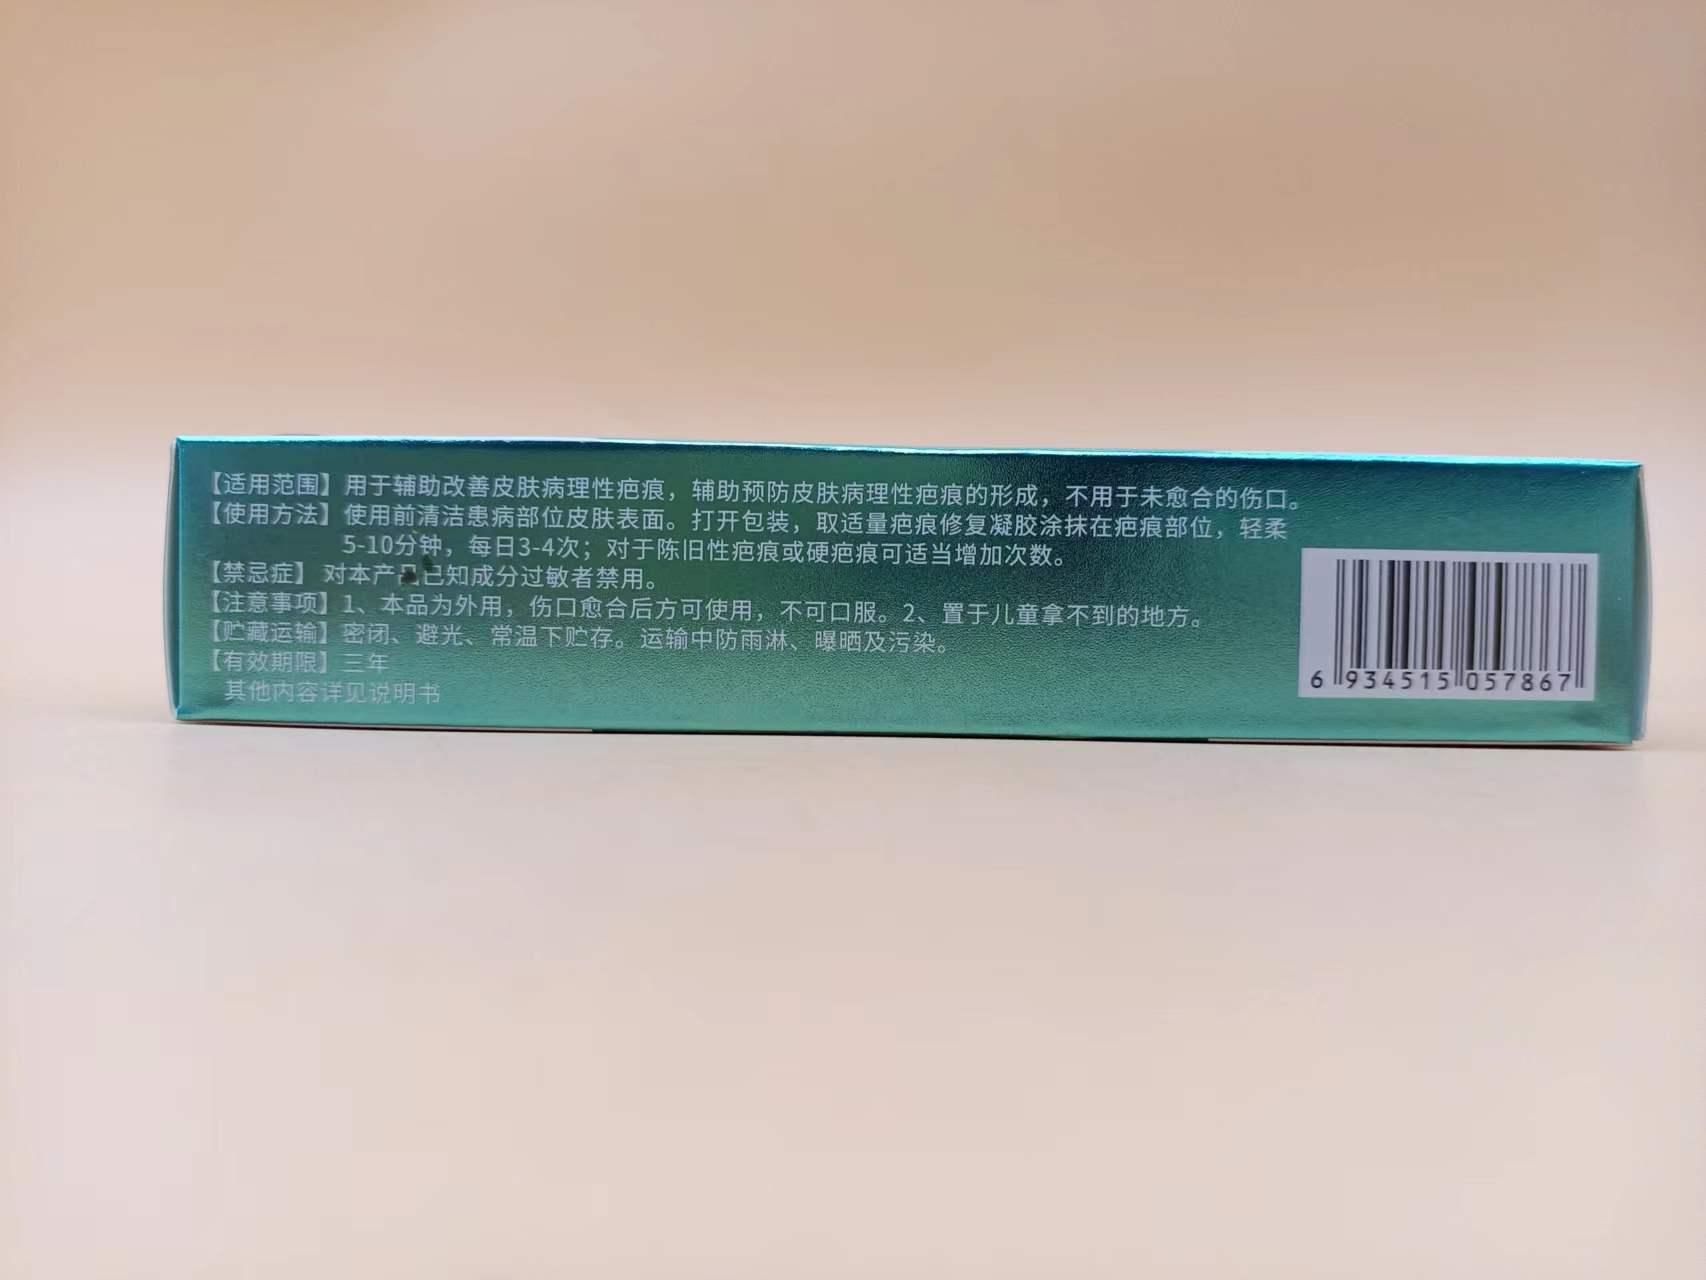 【适用范围】用于辅助改善皮肤病理性疤痕，辅助预防皮肤病理性疤痕的形成，不用于未愈合的伤口。
【使用方法】使用前清洁患病部位皮肤表面。打开包装，取适量疤痕修复凝胶涂抹在疤痕部位，轻柔
5-10分钟，每日3-4次；对于陈旧性疤痕或硬疤痕可适当增加次数。
【禁忌症】对本产品已知成分过敏者禁用。
【注意事项】1、本品为外用，伤口愈合后方可使用，不可口服。2、置于儿童拿不到的地方。
【贮藏运输】密闭、避光、常温下贮存。运输中防雨淋、曝晒及污染。
【有效期限】三年
其他内容详见说明书
6 934515 057867